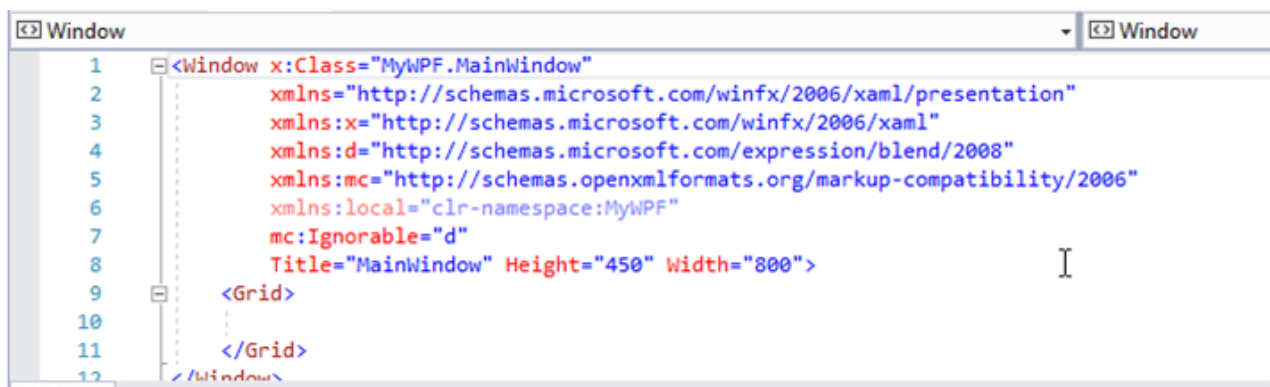 Window Window
1 <Window x:Class="MyWPF.MainWindow"
2 xmlns="http://schemas.microsoft.com/winfx/2006/xaml/presentation"
3 xmlns:x="http://schemas.microsoft.com/winfx/2006/xaml"
4 xmlns:d="http://schemas.microsoft.com/expression/blend/2008"
5 xmlns:mc="http://schemas.openxmlformats.org/markup-compatibility/2006"
6 xmlns:local="clr-namespace:MyWPF"
7 mc:Ignorable="d"
8 Title="MainWindow" Height="450" Width="800">
9 <Grid>
10
11 </Grid>
12 </Window>